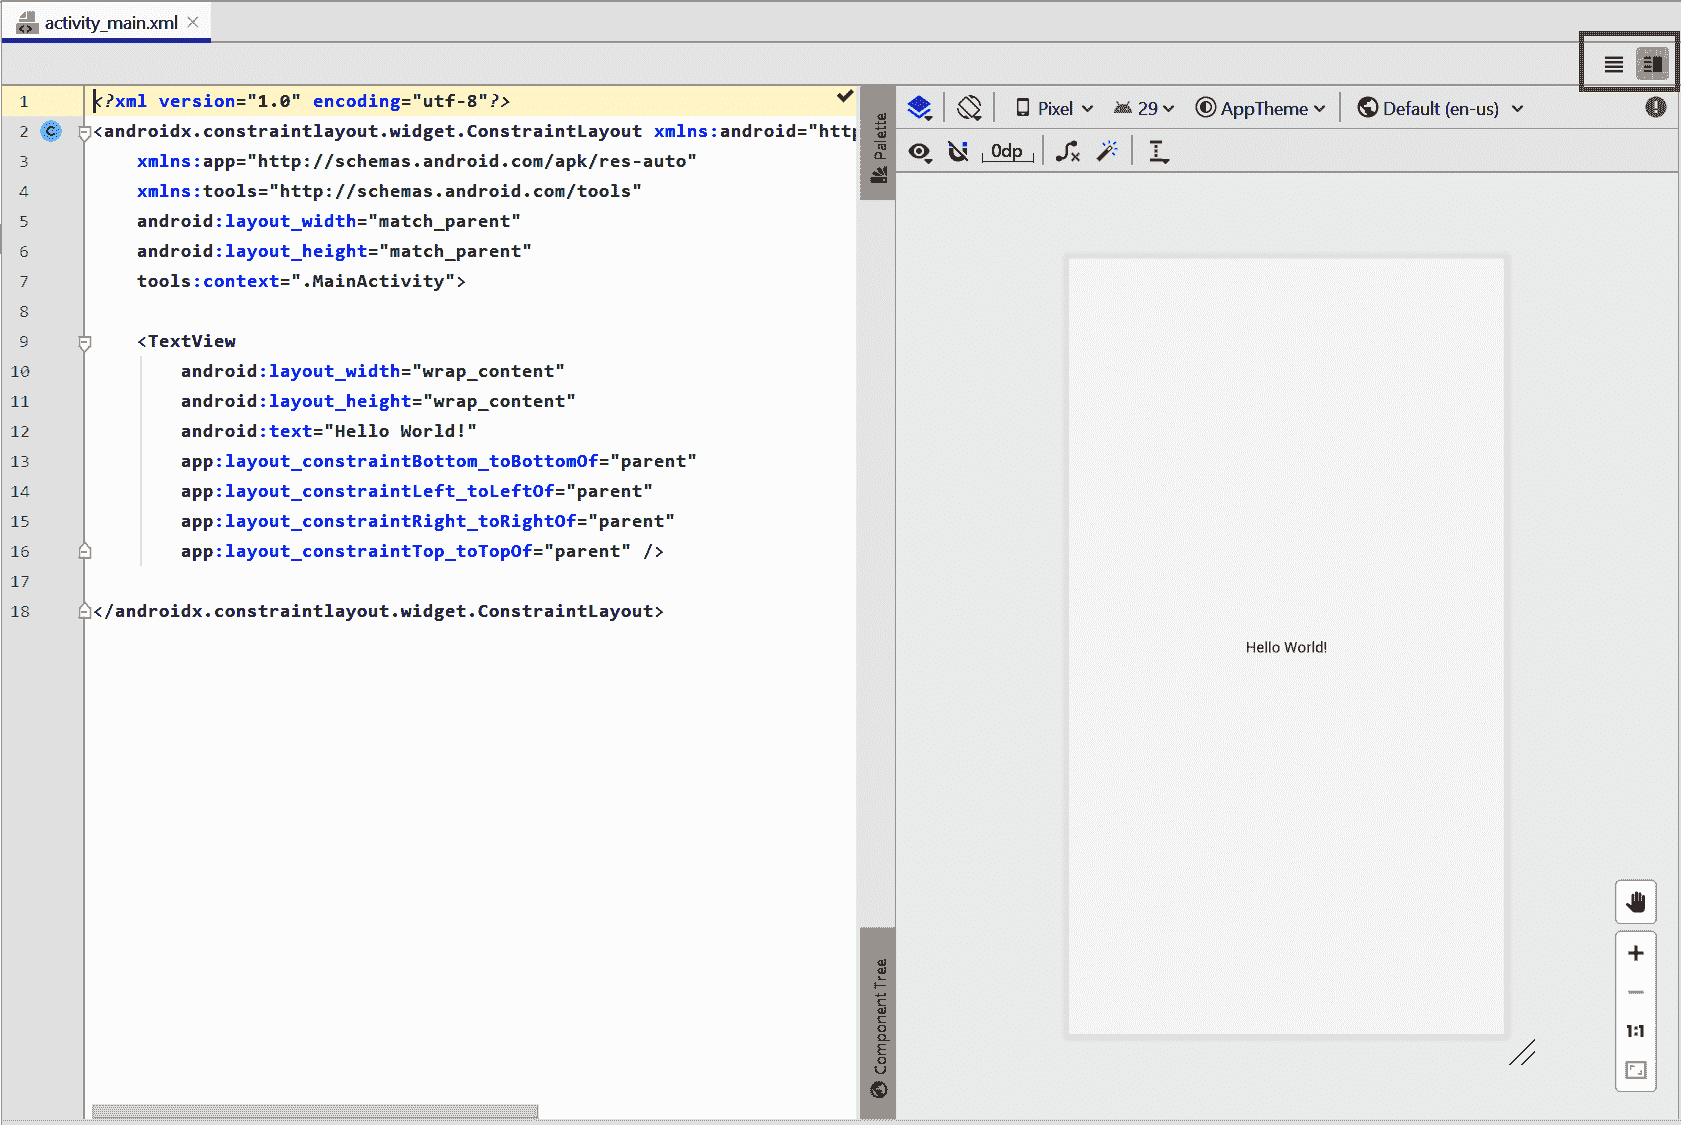 activity_main.xml
1 <?xml version="1.0" encoding="utf-8"?>
2 <androidx.constraintlayout.widget.ConstraintLayout xmlns:android="http
3 xmlns:app="http://schemas.android.com/apk/res-auto"
4 xmlns:tools="http://schemas.android.com/tools"
5 android:layout_width="match_parent"
6 android:layout_height="match_parent"
7 tools:context=".MainActivity">
8
9 <TextView
10 android:layout_width="wrap_content"
11 android:layout_height="wrap_content"
12 android:text="Hello World!"
13 app:layout_constraintBottom_toBottomOf="parent"
14 app:layout_constraintLeft_toLeftOf="parent"
15 app:layout_constraintRight_toRightOf="parent"
16 app:layout_constraintTop_toTopOf="parent" />
17
18 </androidx.constraintlayout.widget.ConstraintLayout>
C
Palette
Component Tree
Pixel 29 AppTheme Default (en-us)
0dp
Hello World!
1:1